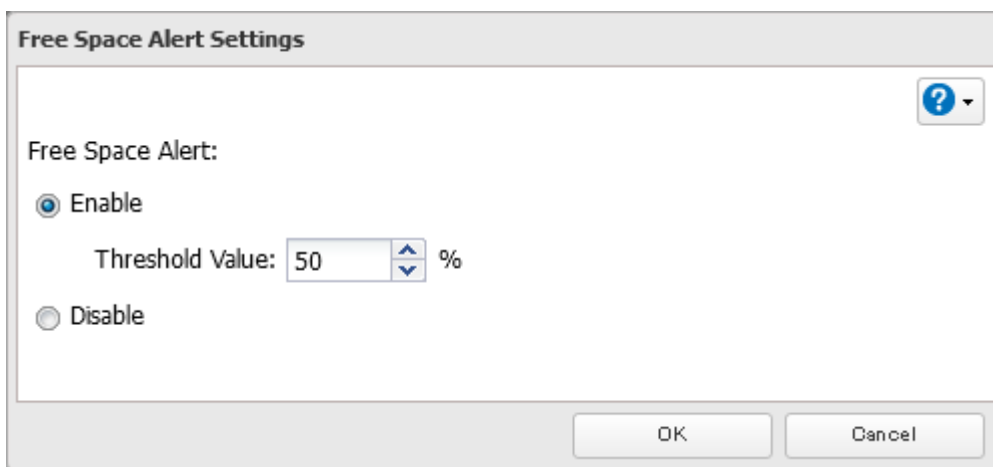 Free Space Alert Settings
?
Free Space Alert:
Enable
Threshold Value: 50 %
Disable
OK
Cancel